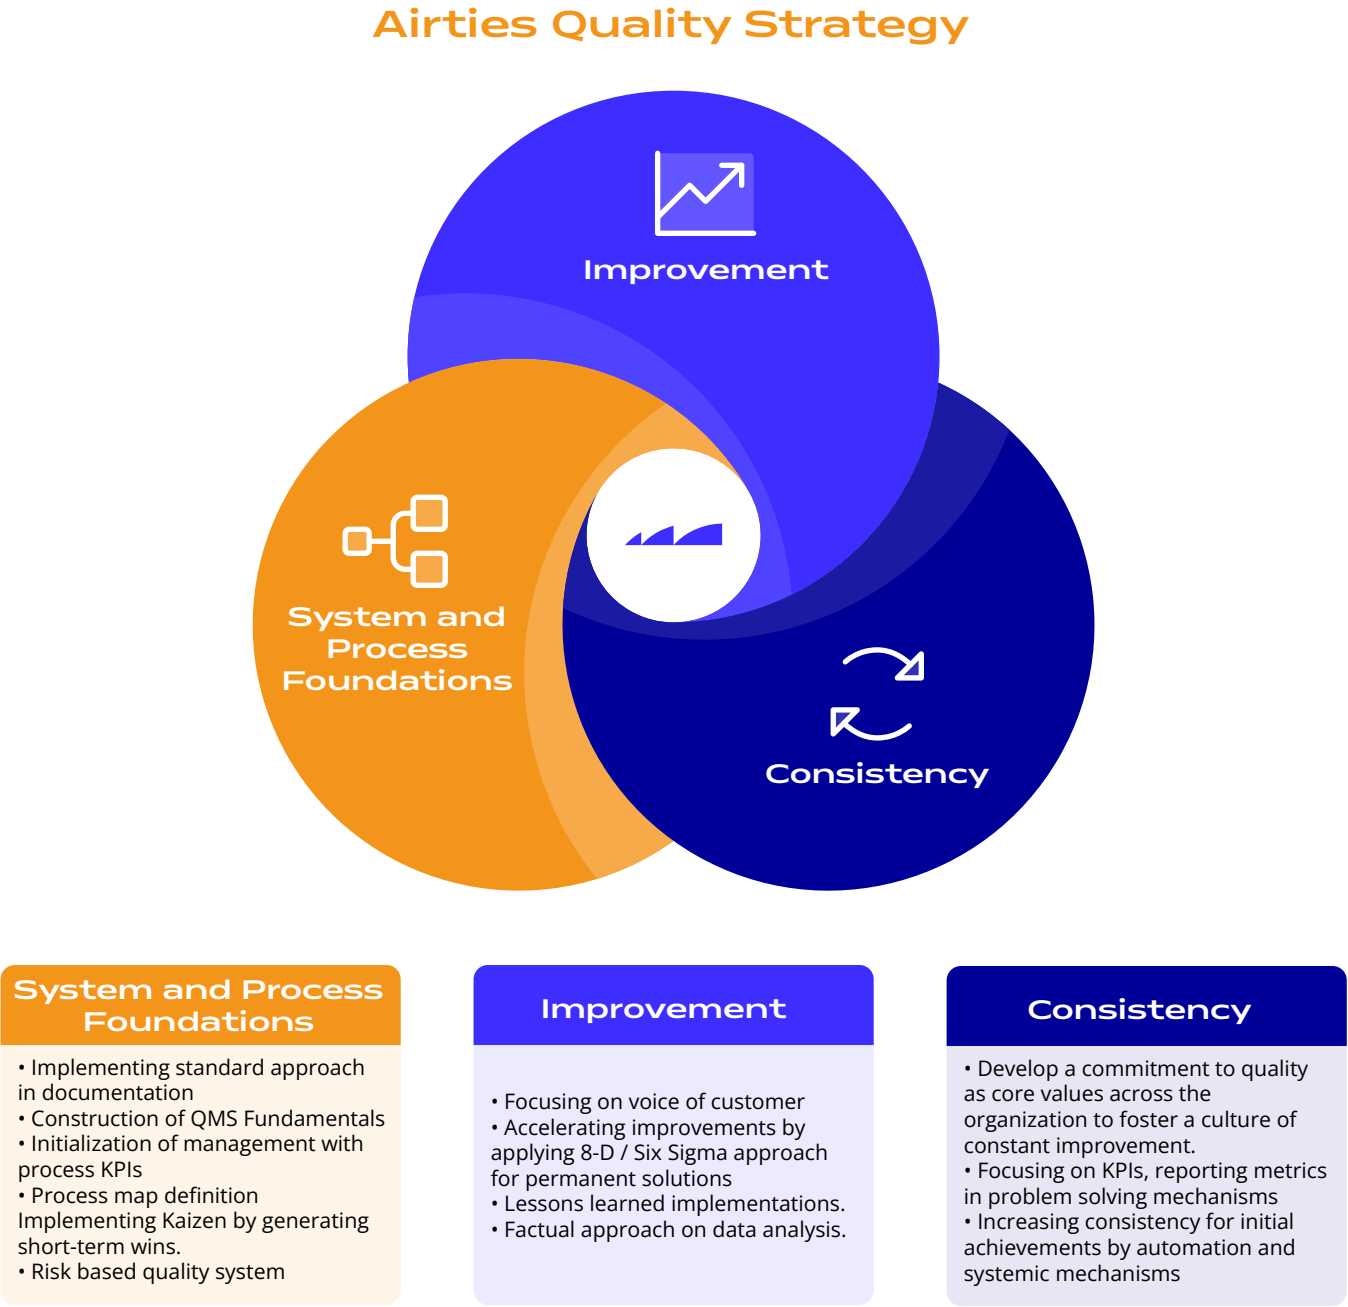 Airties Quality Strategy
Improvement
System and
Process
Foundations
Consistency
System and Process
Foundations
• Implementing standard approach
in documentation
• Construction of QMS Fundamentals
• Initialization of management with
process KPIs
• Process map definition
Implementing Kaizen by generating
short-term wins.
• Risk based quality system
Improvement
• Focusing on voice of customer
• Accelerating improvements by
applying 8-D / Six Sigma approach
for permanent solutions
• Lessons learned implementations.
• Factual approach on data analysis.
Consistency
• Develop a commitment to quality
as core values across the
organization to foster a culture of
constant improvement.
• Focusing on KPIs, reporting metrics
in problem solving mechanisms
• Increasing consistency for initial
achievements by automation and
systemic mechanisms